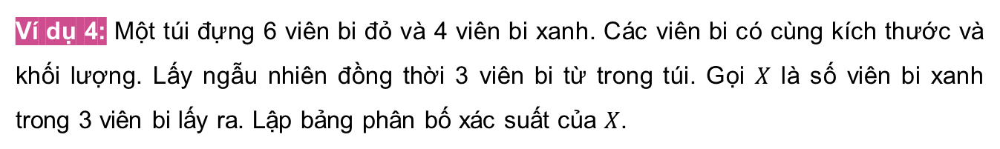 Ví dụ 4: Một túi đựng 6 viên bi đỏ và 4 viên bi xanh. Các viên bi có cùng kích thước và
khối lượng. Lấy ngẫu nhiên đồng thời 3 viên bi từ trong túi. Gọi X là số viên bi xanh
trong 3 viên bi lấy ra. Lập bảng phân bố xác suất của X.